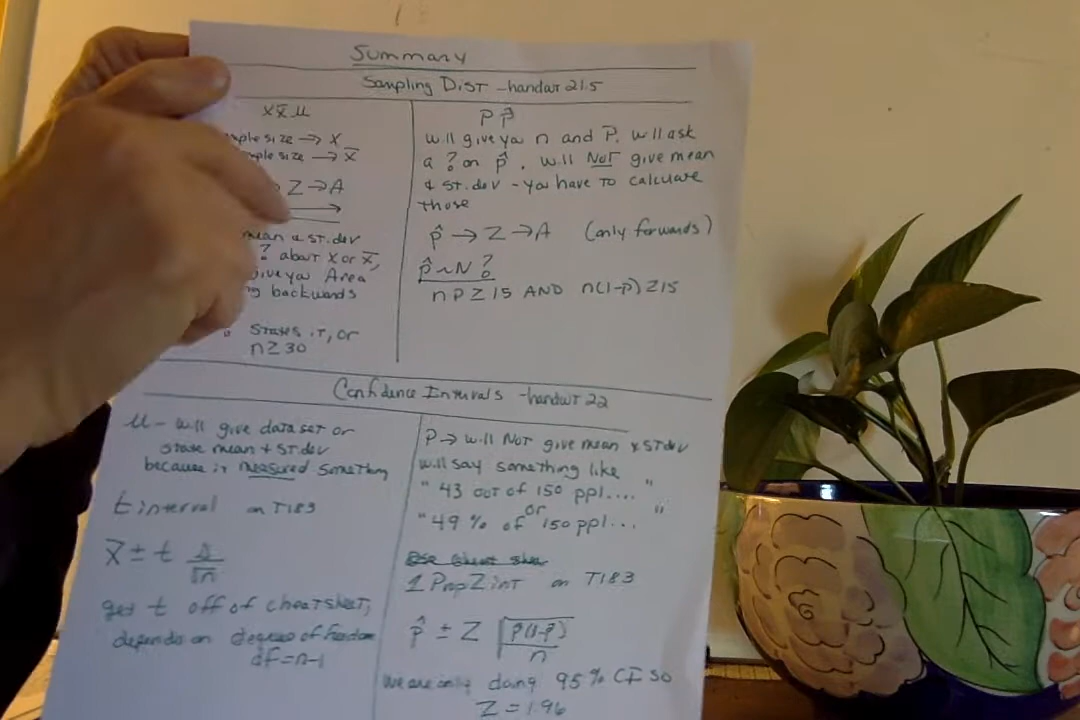 Summary
Sampling Dist - handout 21.5
X X̄ μ
mple size → X
mple size → X̄
Z → A
mean & st.dev
? about X or X̄,
give you Area
g backwards
States it, or
n ≥ 30
P P̂
will give you n and P. will ask
a ? on p̂. will NOT give mean
& st.dev - you have to calculate
those
p̂ → Z → A (only forwards)
p̂ ~ N ?
np ≥ 15 AND n(1-p) ≥ 15
Confidence Intervals - handout 22
μ - will give data set or
state mean + st.dev
because it measured something
t interval on TI83
X̄ ± t s/√n
get t off of cheat sheet,
depends on degrees of freedom
df = n-1
P → will NOT give mean & st dev
will say something like
"43 out of 150 ppl...."
or
"49% of 150 ppl..."
1 PropZInt on TI83
p̂ ± Z √p̂(1-p̂)/n
We are only doing 95% CI so
Z = 1.96